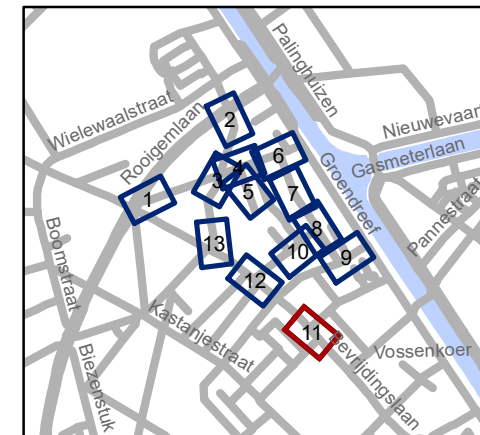 Palinghuizen
Wielewaalstraat
Rooigemlaan
Nieuwevaart
Gasmeterlaan
Groendreef
Pannestraat
Boomstraat
Biezenstuk
Kastanjestraat
Bevrijdingslaan
Vossenkoer
1
2
3
4
5
6
7
8
9
10
11
12
13